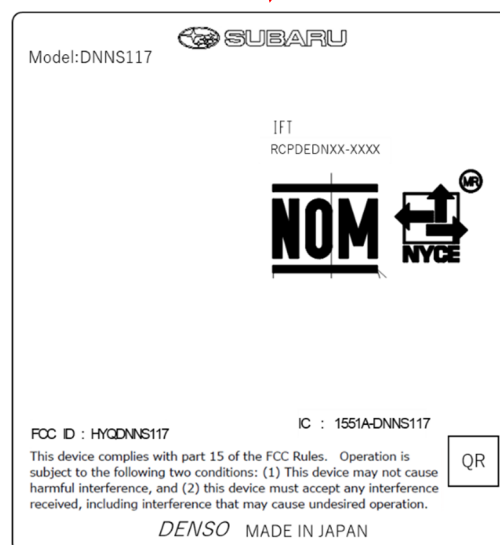 SUBARU
Model:DNNS117
IFT
RCPDEDNXX-XXXX
MR
NOM
NYCE
IC : 1551A-DNNS117
FCC ID : HYQDNNS117
This device complies with part 15 of the FCC Rules. Operation is
subject to the following two conditions: (1) This device may not cause
harmful interference, and (2) this device must accept any interference
received, including interference that may cause undesired operation.
QR
DENSO MADE IN JAPAN